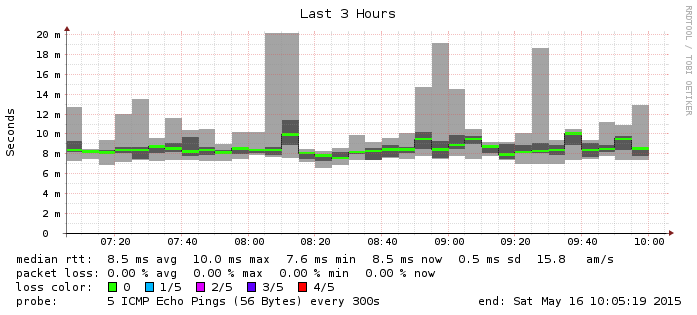 Last 3 Hours
RRDTOOL / TOBI OETIKER
Seconds
20 m
18 m
16 m
14 m
12 m
10 m
8 m
6 m
4 m
2 m
0
07:20 07:40 08:00 08:20 08:40 09:00 09:20 09:40 10:00
median rtt: 8.5 ms avg 10.0 ms max 7.6 ms min 8.5 ms now 0.5 ms sd 15.8 am/s
packet loss: 0.00 % avg 0.00 % max 0.00 % min 0.00 % now
loss color: 0 1/5 2/5 3/5 4/5
probe: 5 ICMP Echo Pings (56 Bytes) every 300s end: Sat May 16 10:05:19 2015